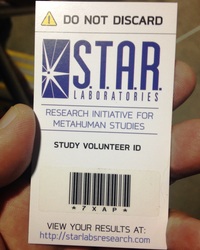 DO NOT DISCARD
S.T.A.R.
LABORATORIES
RESEARCH INITIATIVE FOR
METAHUMAN STUDIES
STUDY VOLUNTEER ID
*7XAP*
VIEW YOUR RESULTS AT:
http://starlabsresearch.com